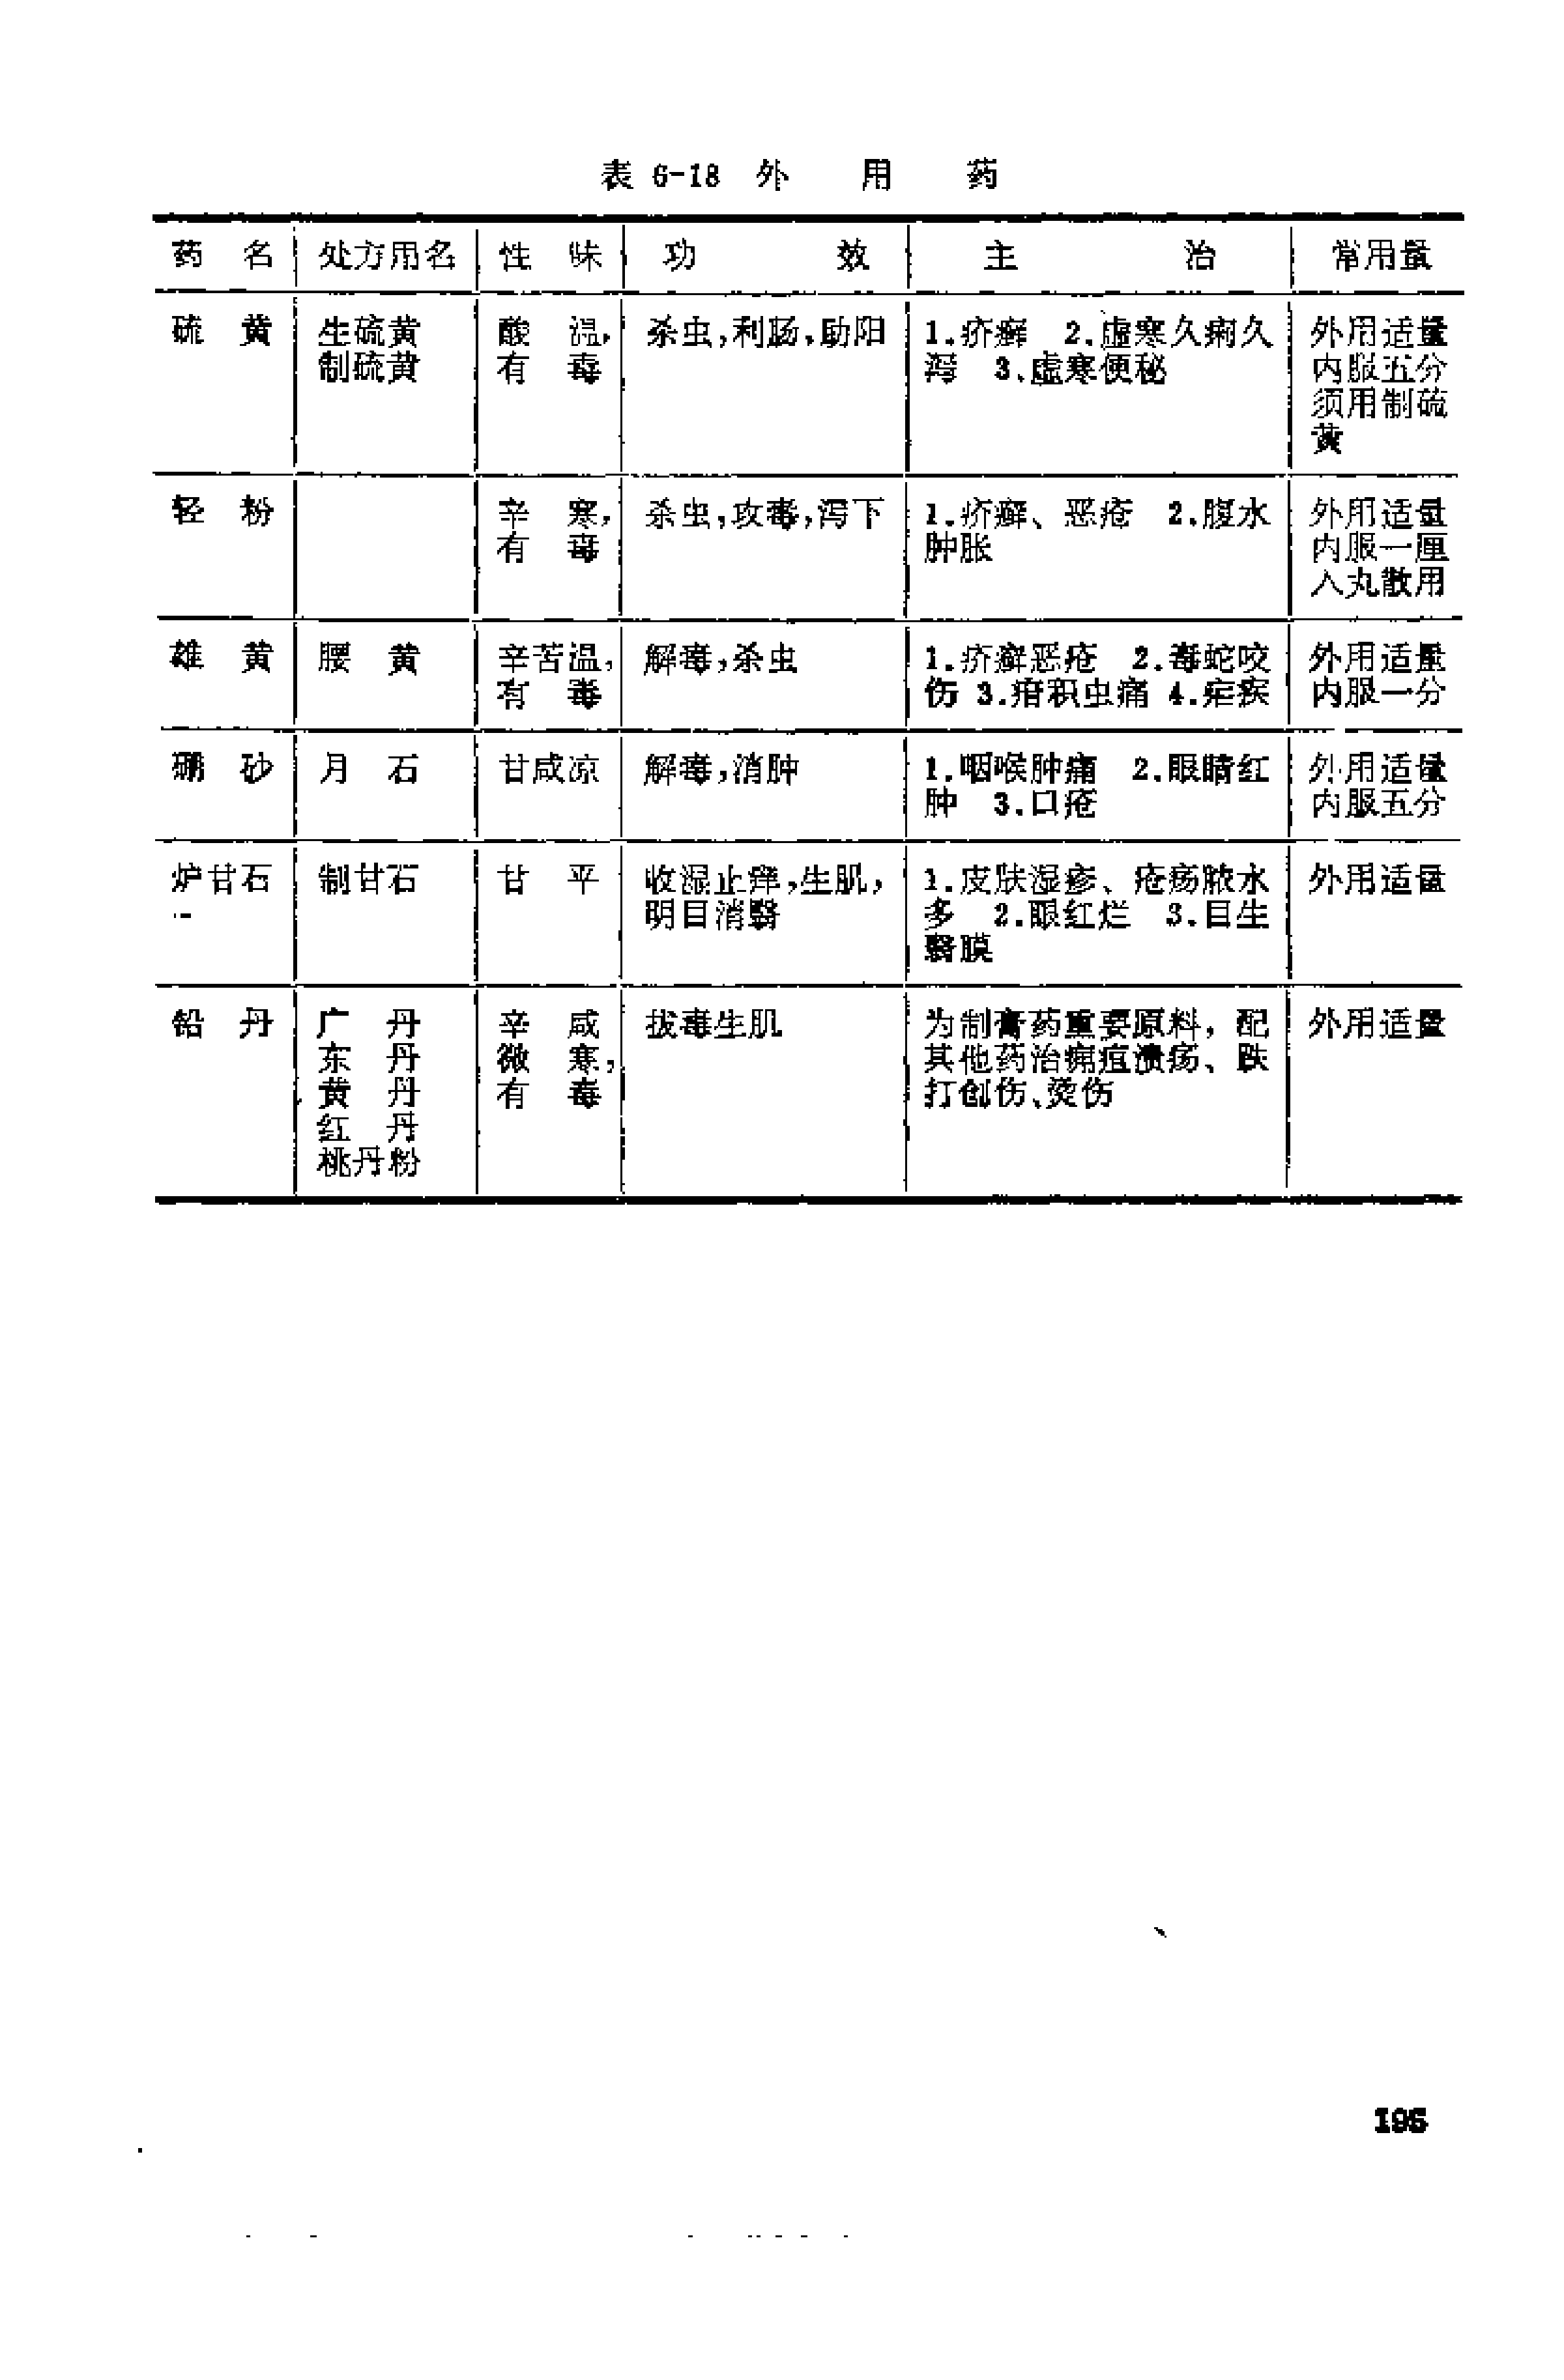 表 6-18 外 用 药
药 名 处方用名 性 味 功 效 主 治 常用量
硫 黄 生硫黄 酸 温, 杀虫,利肠,助阳 1.疥癣 2.虚寒久痢久 外用适量
制硫黄 有 毒 泻 3.虚寒便秘 内服五分
须用制硫
黄
轻 粉 辛 寒, 杀虫,攻毒,泻下 1.疥癣、恶疮 2.腹水 外用适量
有 毒 肿胀 内服一厘
入丸散用
雄 黄 腰 黄 辛苦温, 解毒,杀虫 1.疥癣恶疮 2.毒蛇咬 外用适量
有 毒 伤 3.疳积虫痛 4.疟疾 内服一分
硼 砂 月 石 甘咸凉 解毒,消肿 1.咽喉肿痛 2.眼睛红 外用适量
肿 3.口疮 内服五分
炉甘石 制甘石 甘 平 收湿止痒,生肌, 1.皮肤湿疹、疮疡脓水 外用适量
明目消翳 多 2.眼红烂 3.目生
翳膜
铅 丹 广 丹 辛 咸 拔毒生肌 为制膏药重要原料，配 外用适量
东 丹 微 寒, 其他药治痈疽溃疡、跌
黄 丹 有 毒 打创伤、烫伤
红 丹
桃丹粉
195